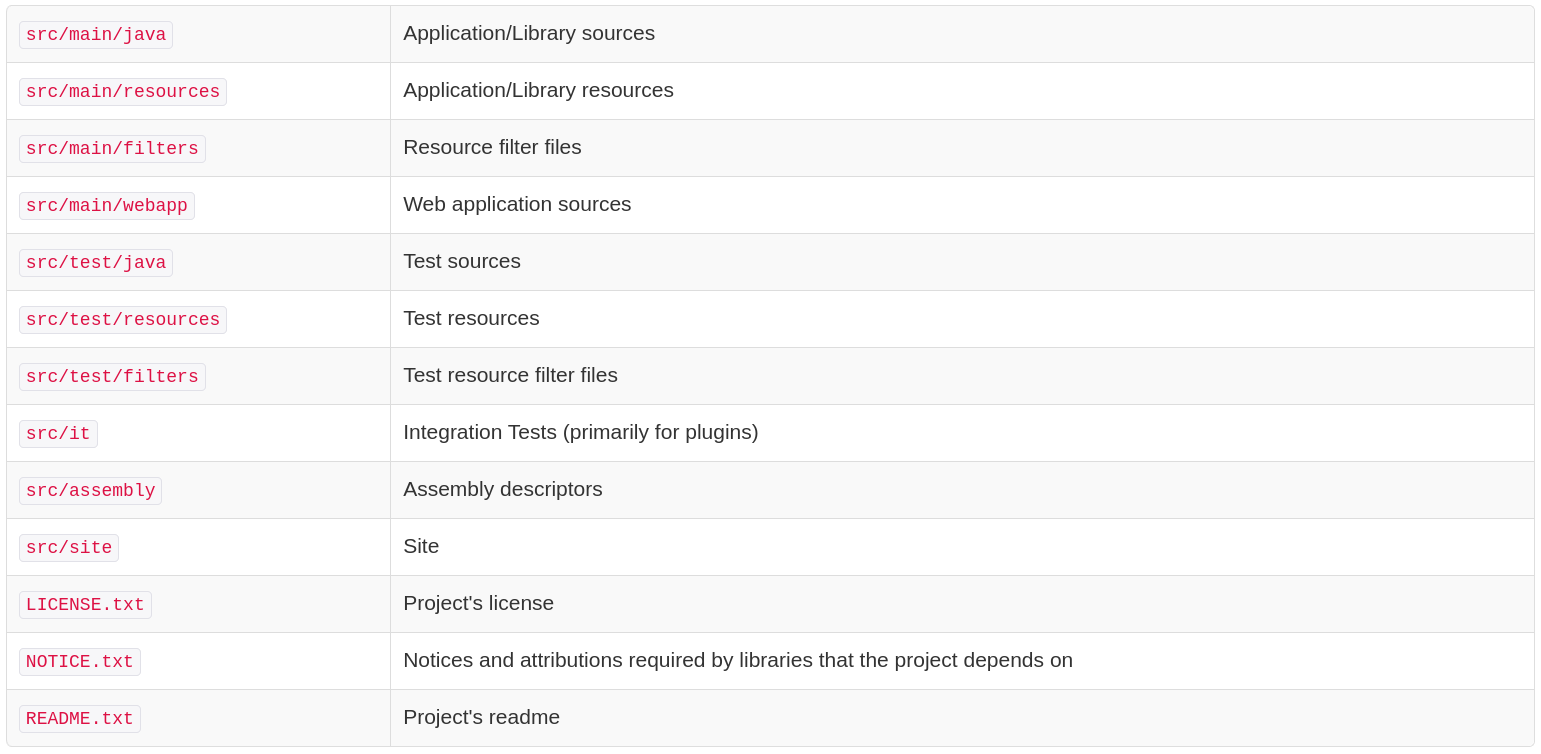 src/main/java Application/Library sources
src/main/resources Application/Library resources
src/main/filters Resource filter files
src/main/webapp Web application sources
src/test/java Test sources
src/test/resources Test resources
src/test/filters Test resource filter files
src/it Integration Tests (primarily for plugins)
src/assembly Assembly descriptors
src/site Site
LICENSE.txt Project's license
NOTICE.txt Notices and attributions required by libraries that the project depends on
README.txt Project's readme